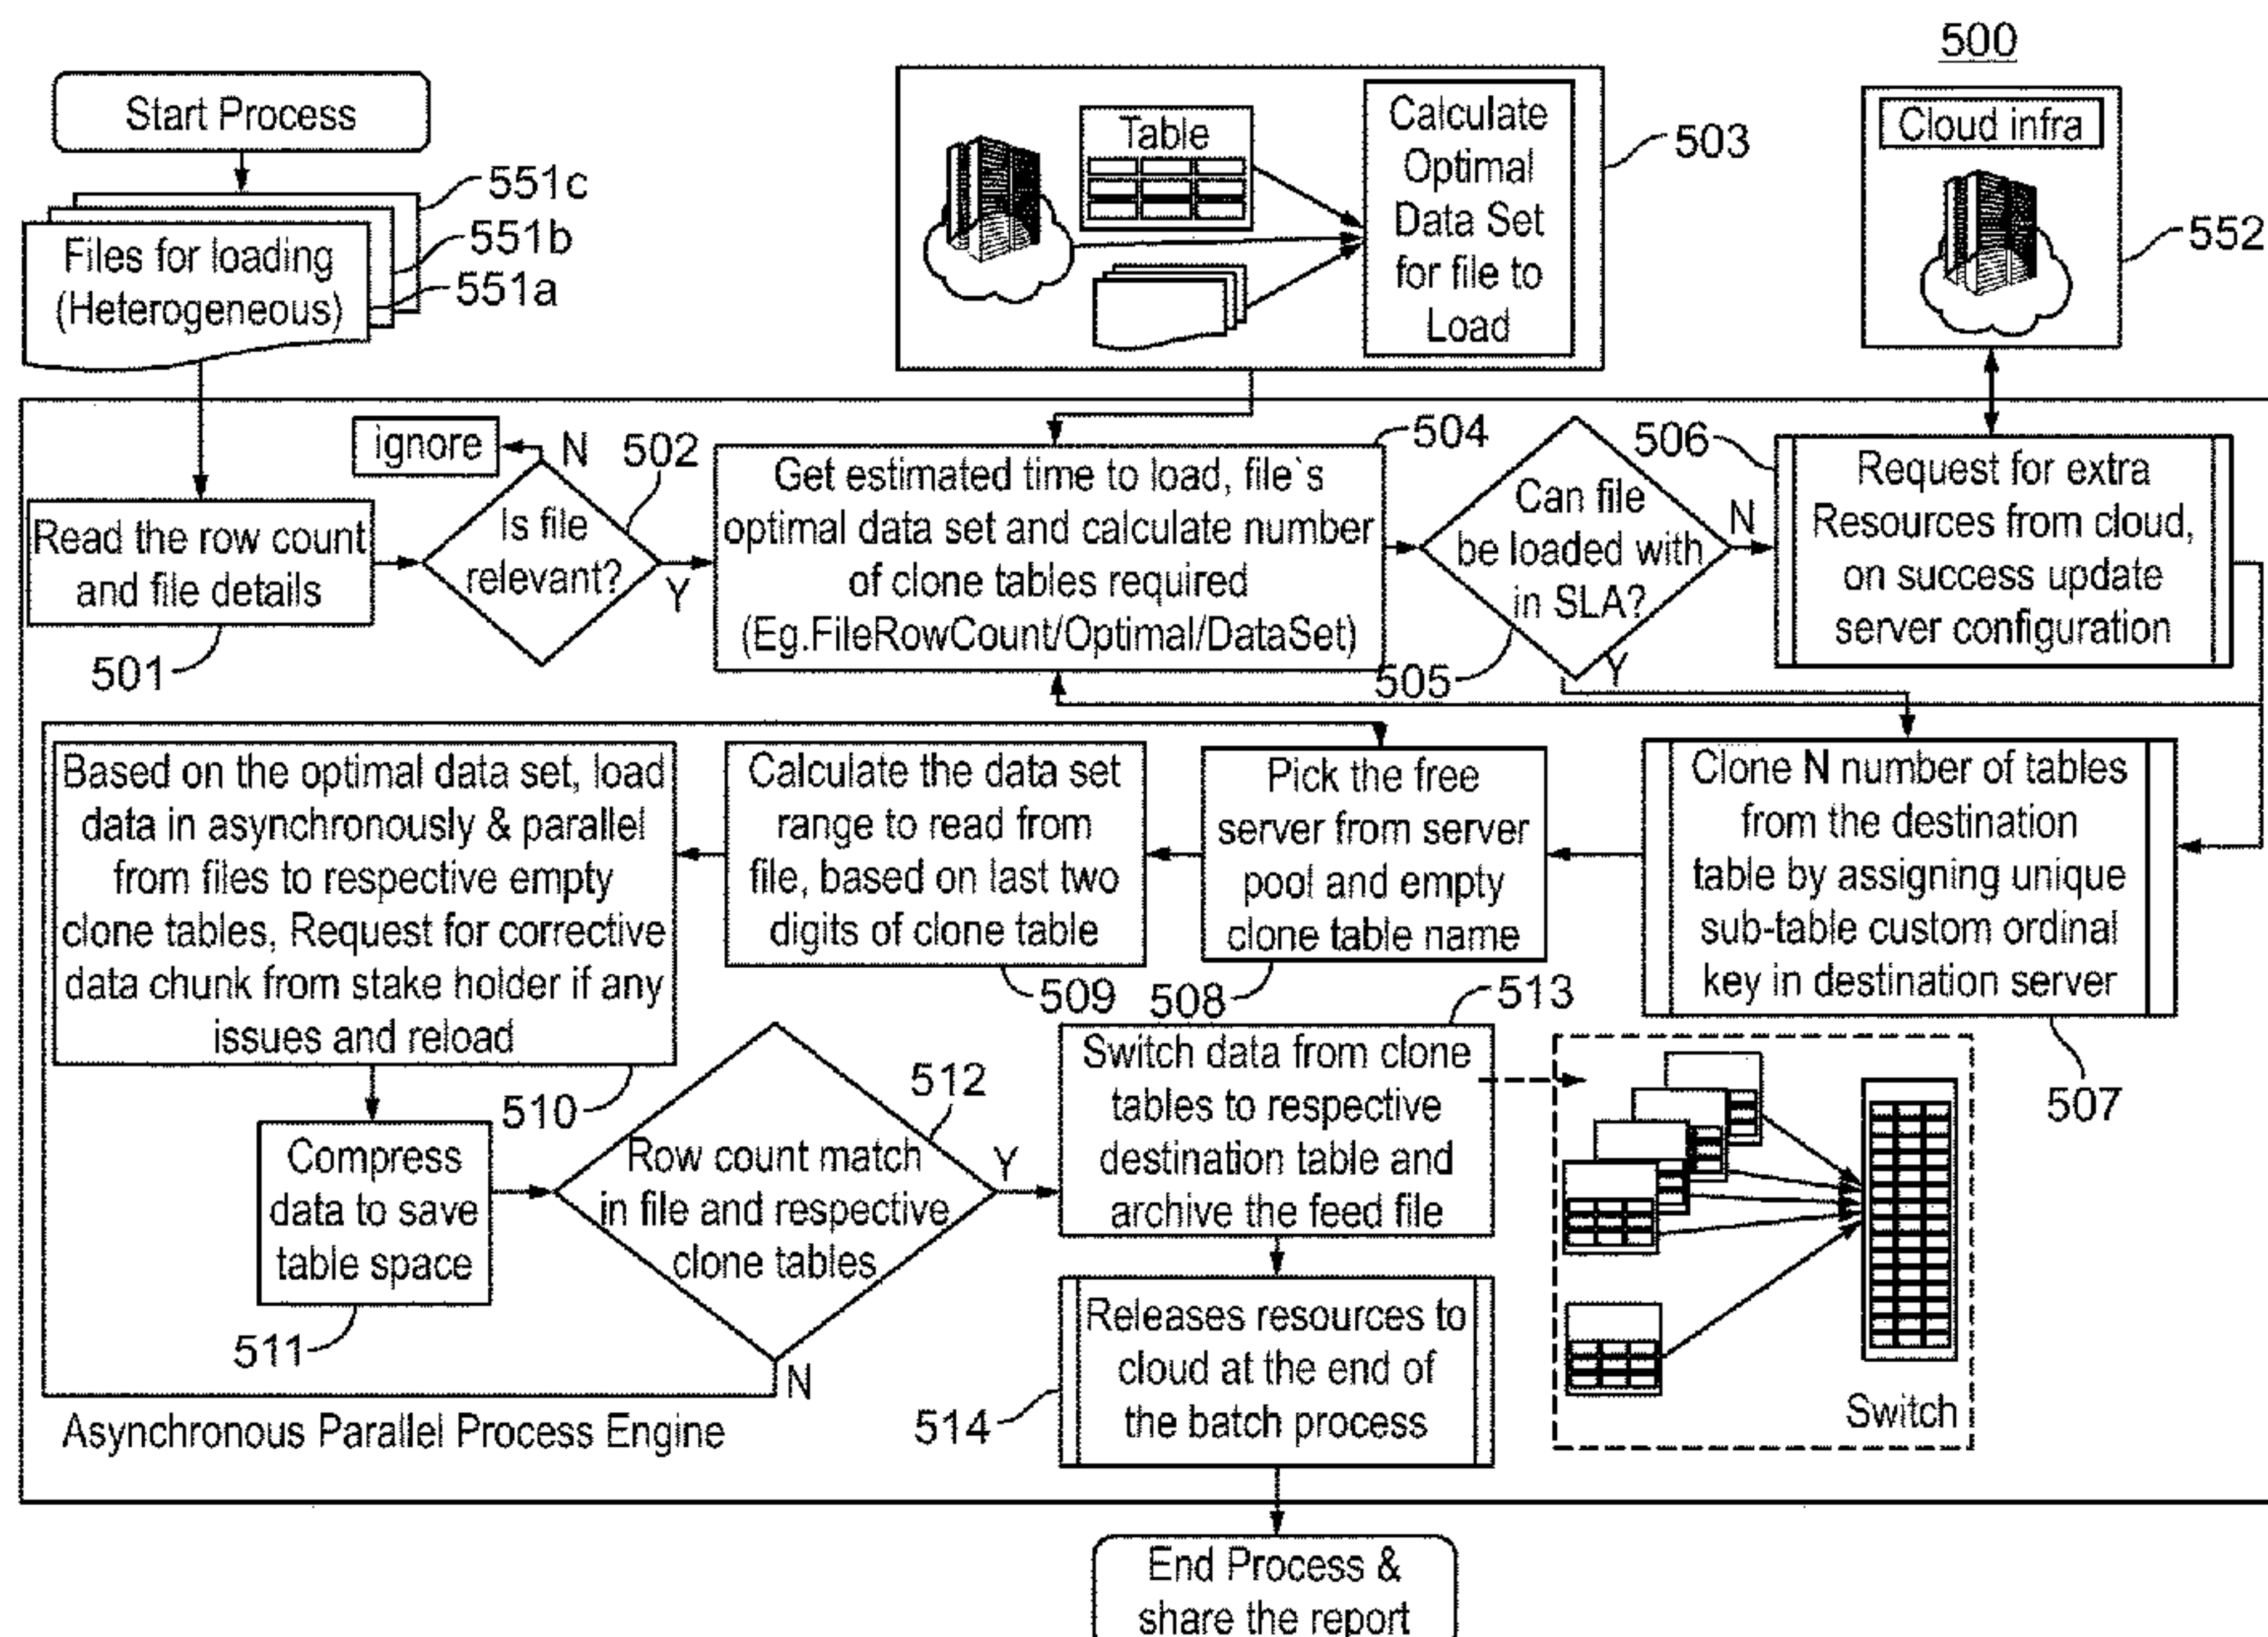 500
Start Process
551c
551b
551a
Files for loading
(Heterogeneous)
Table
Calculate
Optimal
Data Set
for file to
Load
503
Cloud infra
552
ignore
N
502
Is file
relevant?
Y
Read the row count
and file details
501
504
Get estimated time to load, file`s
optimal data set and calculate number
of clone tables required
(Eg.FileRowCount/Optimal/DataSet)
Can file
be loaded with
in SLA?
N
Y
505
506
Request for extra
Resources from cloud,
on success update
server configuration
Based on the optimal data set, load
data in asynchronously & parallel
from files to respective empty
clone tables, Request for corrective
data chunk from stake holder if any
issues and reload
510
Calculate the data set
range to read from
file, based on last two
digits of clone table
509
Pick the free
server from server
pool and empty
clone table name
508
Clone N number of tables
from the destination
table by assigning unique
sub-table custom ordinal
key in destination server
507
Compress
data to save
table space
511
512
Row count match
in file and respective
clone tables
Y
N
513
Switch data from clone
tables to respective
destination table and
archive the feed file
Releases resources to
cloud at the end of
the batch process
514
Switch
Asynchronous Parallel Process Engine
End Process &
share the report